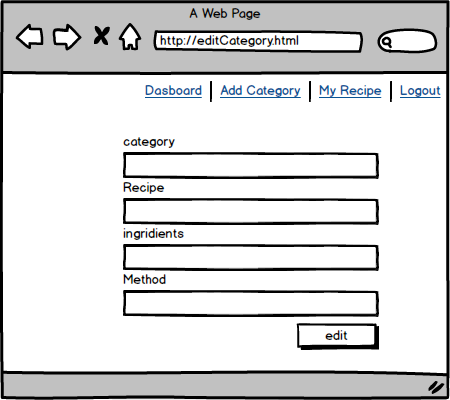 A Web Page
http://editCategory.html
Dasboard Add Category My Recipe Logout
category
Recipe
ingridients
Method
edit